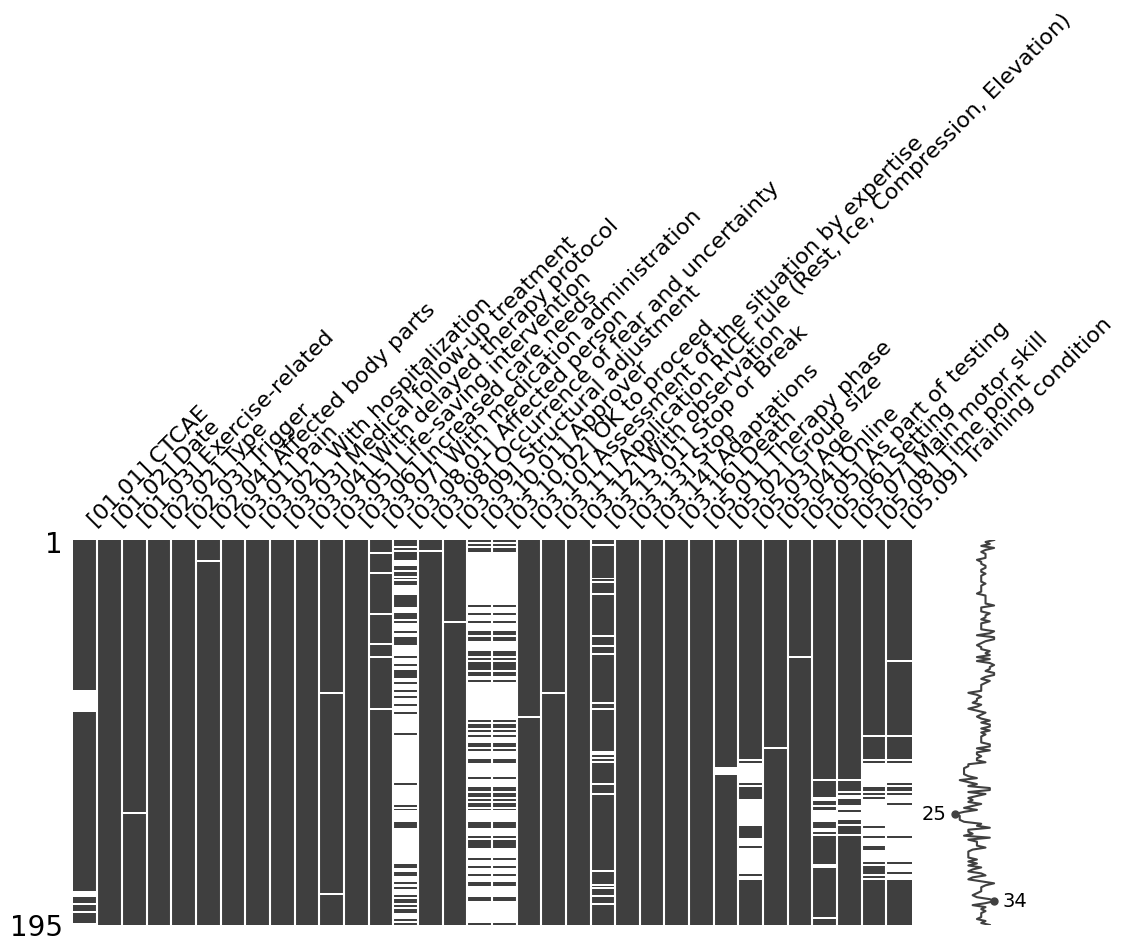 [01.01] CTCAE
[01.02] Date
[01.03] Exercise-related
[02.02] Type
[02.03] Trigger
[02.04] Affected body parts
[03.01] Pain
[03.02] With hospitalization
[03.03] Medical follow-up treatment
[03.04] With delayed therapy protocol
[03.05] Life-saving intervention
[03.06] Increased care needs
[03.07] With medication administration
[03.08.01] Affected person
[03.08] Occurrence of fear and uncertainty
[03.09] Structural adjustment
[03.10.01] Approver
[03.10.02] OK to proceed
[03.10] Assessment of the situation by expertise
[03.11] Application RICE rule (Rest, Ice, Compression, Elevation)
[03.12] With observation
[03.13.01] Stop or Break
[03.13] Stop
[03.14] Adaptations
[03.16] Death
[05.01] Therapy phase
[05.02] Group size
[05.03] Age
[05.04] Online
[05.05] As part of testing
[05.06] Setting
[05.07] Main motor skill
[05.08] Time point
[05.09] Training condition
1
25
34
195